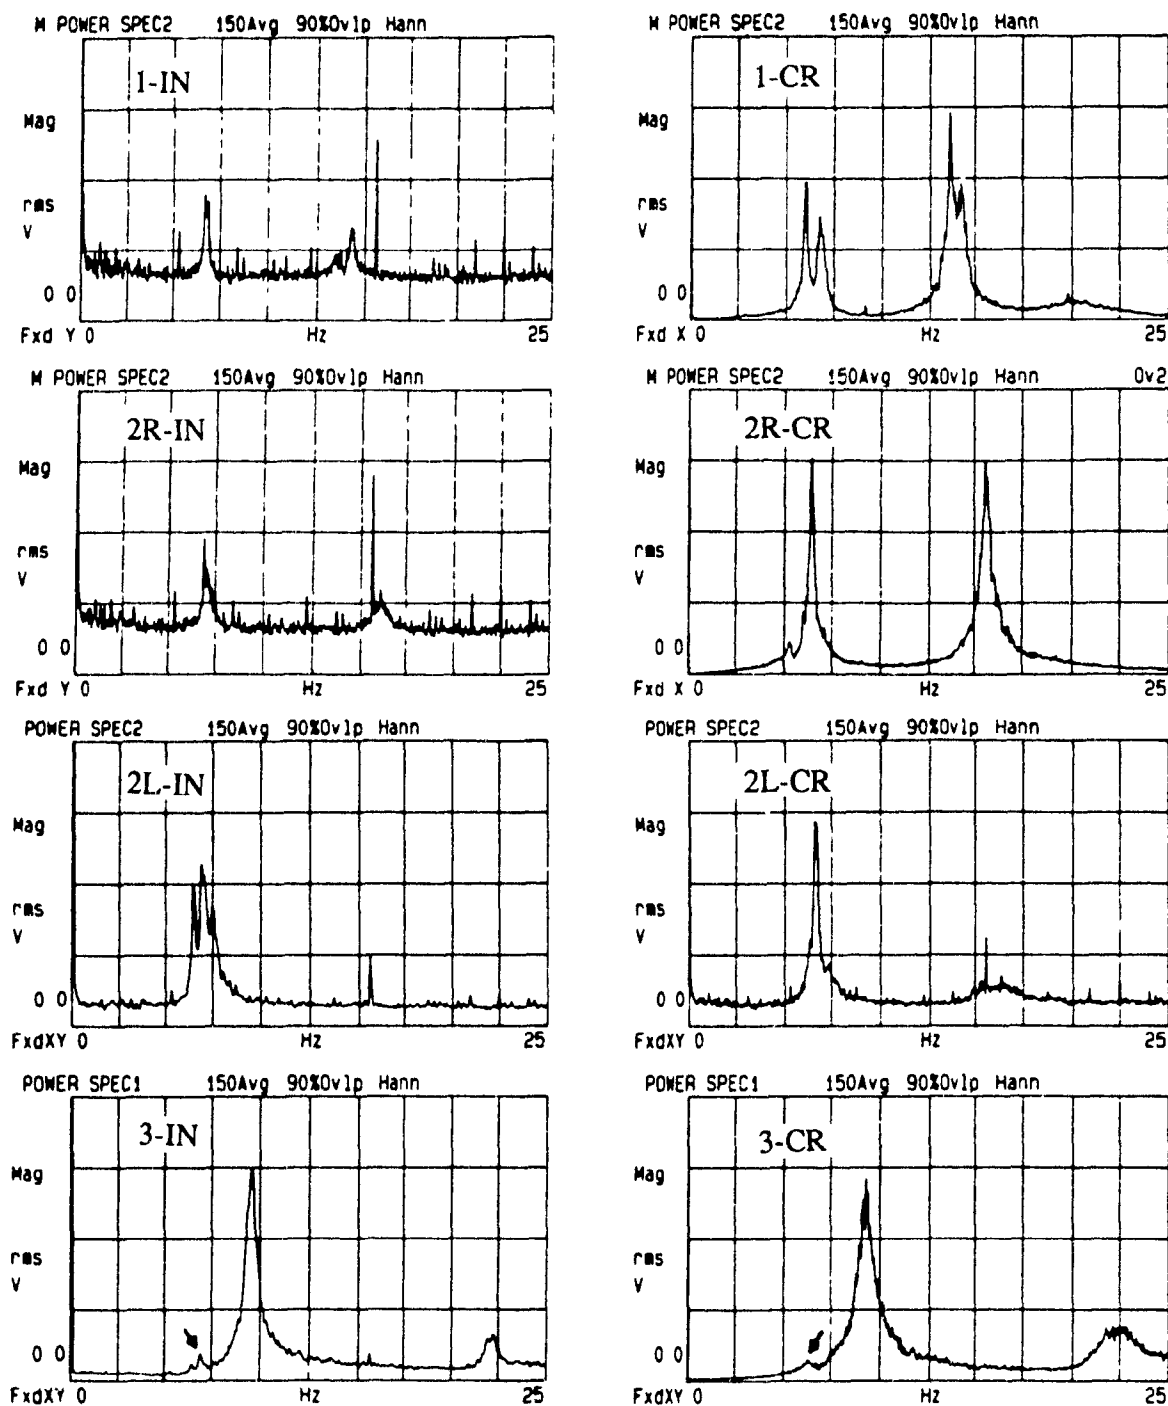 M POWER SPEC2 150Avg 90%Ovlp Hann
1-IN
Mag
rms
V
0 0
Fxd Y 0 Hz 25
M POWER SPEC2 150Avg 90%Ovlp Hann
1-CR
Mag
rms
V
0 0
Fxd X 0 Hz 25
M POWER SPEC2 150Avg 90%Ovlp Hann
2R-IN
Mag
rms
V
0 0
Fxd Y 0 Hz 25
M POWER SPEC2 150Avg 90%Ovlp Hann Ov2
2R-CR
Mag
rms
V
0 0
Fxd X 0 Hz 25
POWER SPEC2 150Avg 90%Ovlp Hann
2L-IN
Mag
rms
V
0 0
FxdXY 0 Hz 25
POWER SPEC2 150Avg 90%Ovlp Hann
2L-CR
Mag
rms
V
0 0
FxdXY 0 Hz 25
POWER SPEC1 150Avg 90%Ovlp Hann
3-IN
Mag
rms
V
0 0
FxdXY 0 Hz 25
POWER SPEC1 150Avg 90%Ovlp Hann
3-CR
Mag
rms
V
0 0
FxdXY 0 Hz 25